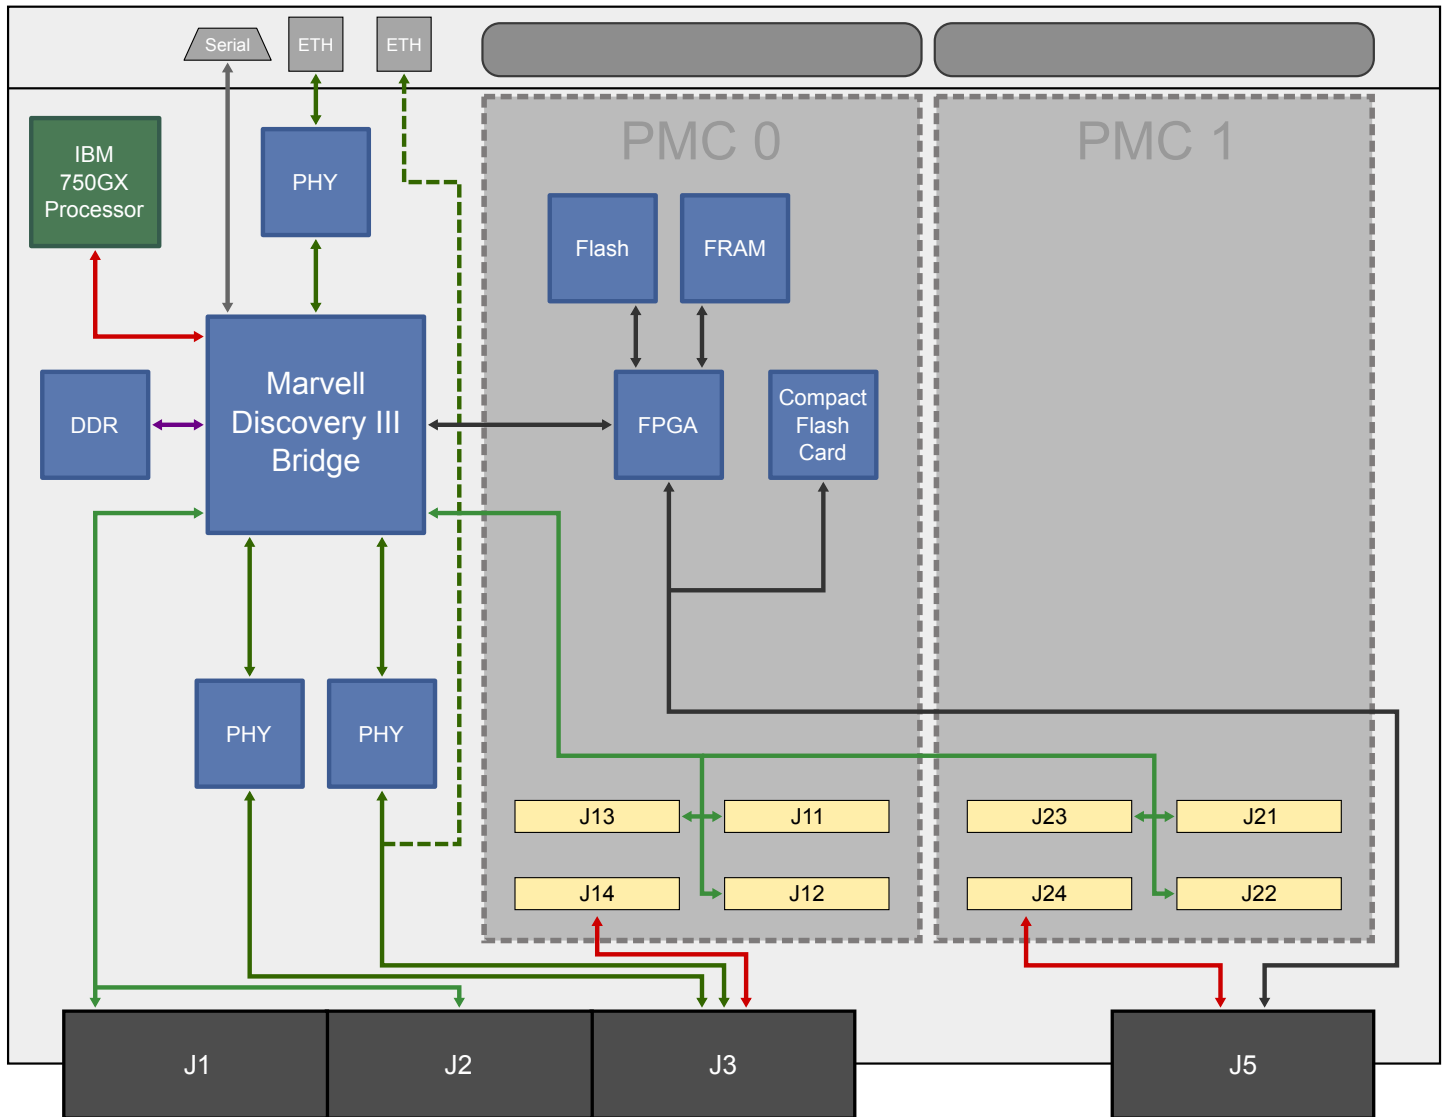 Serial
ETH
ETH
PMC 0
PMC 1
IBM
750GX
Processor
PHY
Flash
FRAM
Marvell
Discovery III
Bridge
DDR
FPGA
Compact
Flash
Card
PHY
PHY
J13
J11
J23
J21
J14
J12
J24
J22
J1
J2
J3
J5